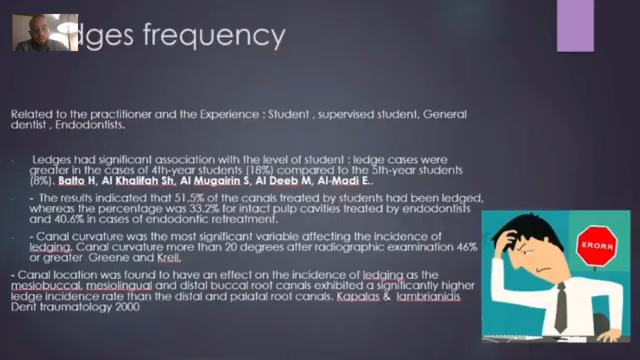 dges frequency
Related to the practitioner and the Experience : Student , supervised student, General
dentist , Endodontists.
- Ledges had significant association with the level of student : ledge cases were
greater in the cases of 4th-year students (18%) compared to the 5th-year students
(8%). Balto H, Al Khalifah Sh, Al Mugairin S, Al Deeb M, Al-Madi E..
- - The results indicated that 51.5% of the canals treated by students had been ledged,
whereas the percentage was 33.2% for intact pulp cavities treated by endodontists
and 40.6% in cases of endodontic retreatment.
- - Canal curvature was the most significant variable affecting the incidence of
ledging. Canal curvature more than 20 degrees after radiographic examination 46%
or greater Greene and Krell.
- Canal location was found to have an effect on the incidence of ledging as the
mesiobuccal, mesiolingual and distal buccal root canals exhibited a significantly higher
ledge incidence rate than the distal and palatal root canals. Kapalas & lambrianidis
Dent traumatology 2000
ERORR